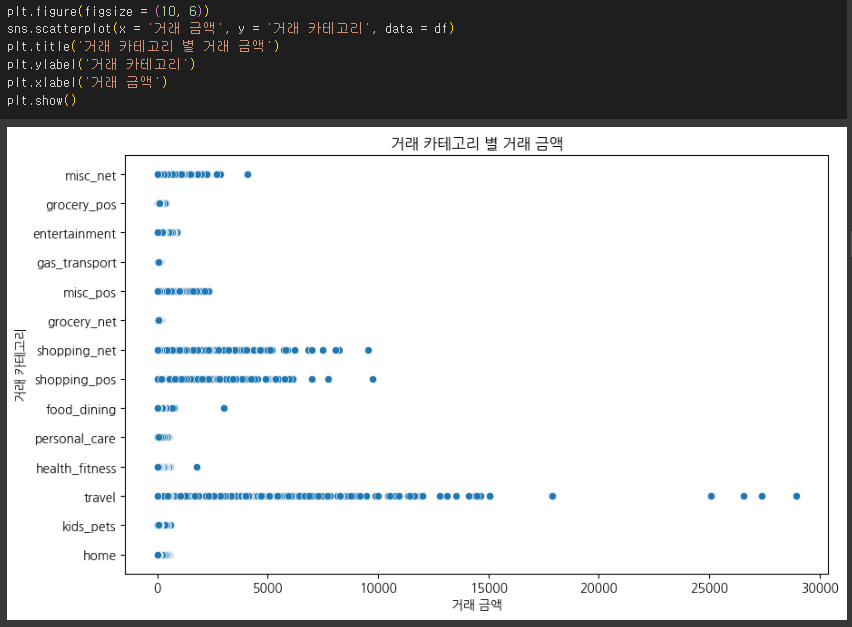 plt.figure(figsize = (10, 6))
sns.scatterplot(x = '거래 금액', y = '거래 카테고리', data = df)
plt.title('거래 카테고리 별 거래 금액')
plt.ylabel('거래 카테고리')
plt.xlabel('거래 금액')
plt.show()
거래 카테고리 별 거래 금액
거래 카테고리
misc_net
grocery_pos
entertainment
gas_transport
misc_pos
grocery_net
shopping_net
shopping_pos
food_dining
personal_care
health_fitness
travel
kids_pets
home
0 5000 10000 15000 20000 25000 30000
거래 금액